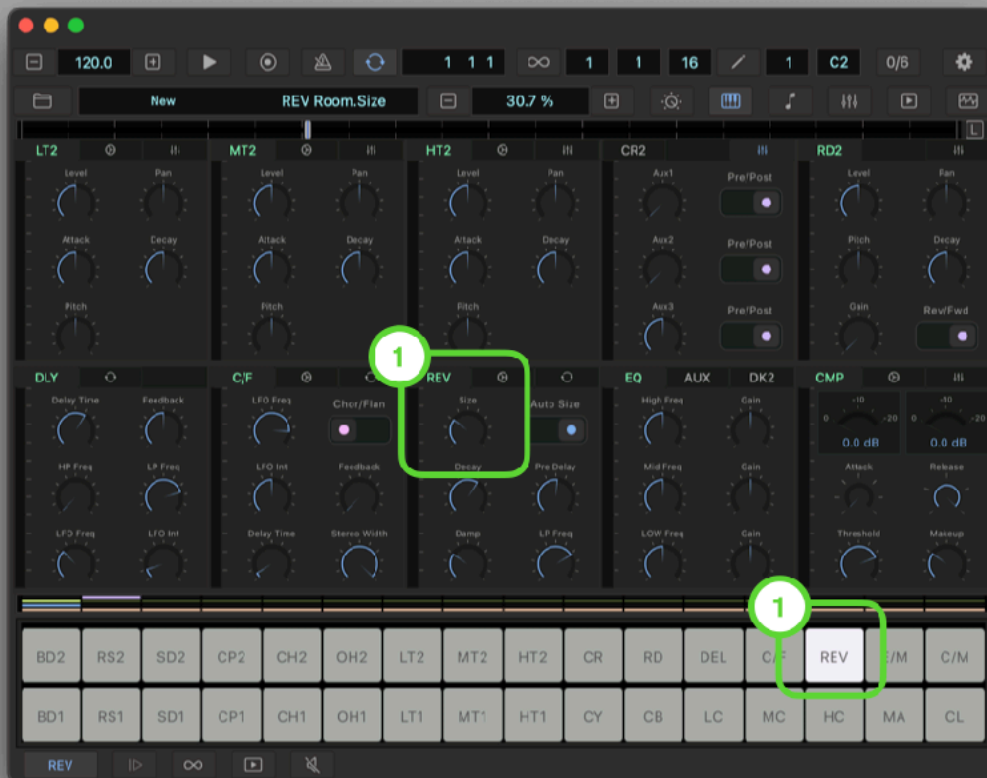 120.0 1 1 1 1 1 16 1 C2 0/6
New REV Room.Size 30.7 %
L
LT2 MT2 HT2 CR2 RD2
Level Pan Level Pan Level Pan Aux1 Pre/Post Level Pan
Attack Decay Attack Decay Attack Decay Aux2 Pre/Post Pitch Decay
Pitch Pitch Pitch Aux3 Pre/Post Gain Rev/Fwd
1
DLY C/F REV EQ AUX DK2 CMP
Delay Time Feedback LFO Freq Chor/Flan Size Auto Size High Freq Gain
-10 -10
0 -20 0 -20
0.0 dB 0.0 dB
HP Freq LP Freq LFO Int Feedback Decay Pre Delay Mid Freq Gain Attack Release
LFO Freq LFO Int Delay Time Stereo Width Damp LP Freq LOW Freq Gain Threshold Makeup
1
BD2 RS2 SD2 CP2 CH2 OH2 LT2 MT2 HT2 CR RD DEL C/F REV /M C/M
BD1 RS1 SD1 CP1 CH1 OH1 LT1 MT1 HT1 CY CB LC MC HC MA CL
REV